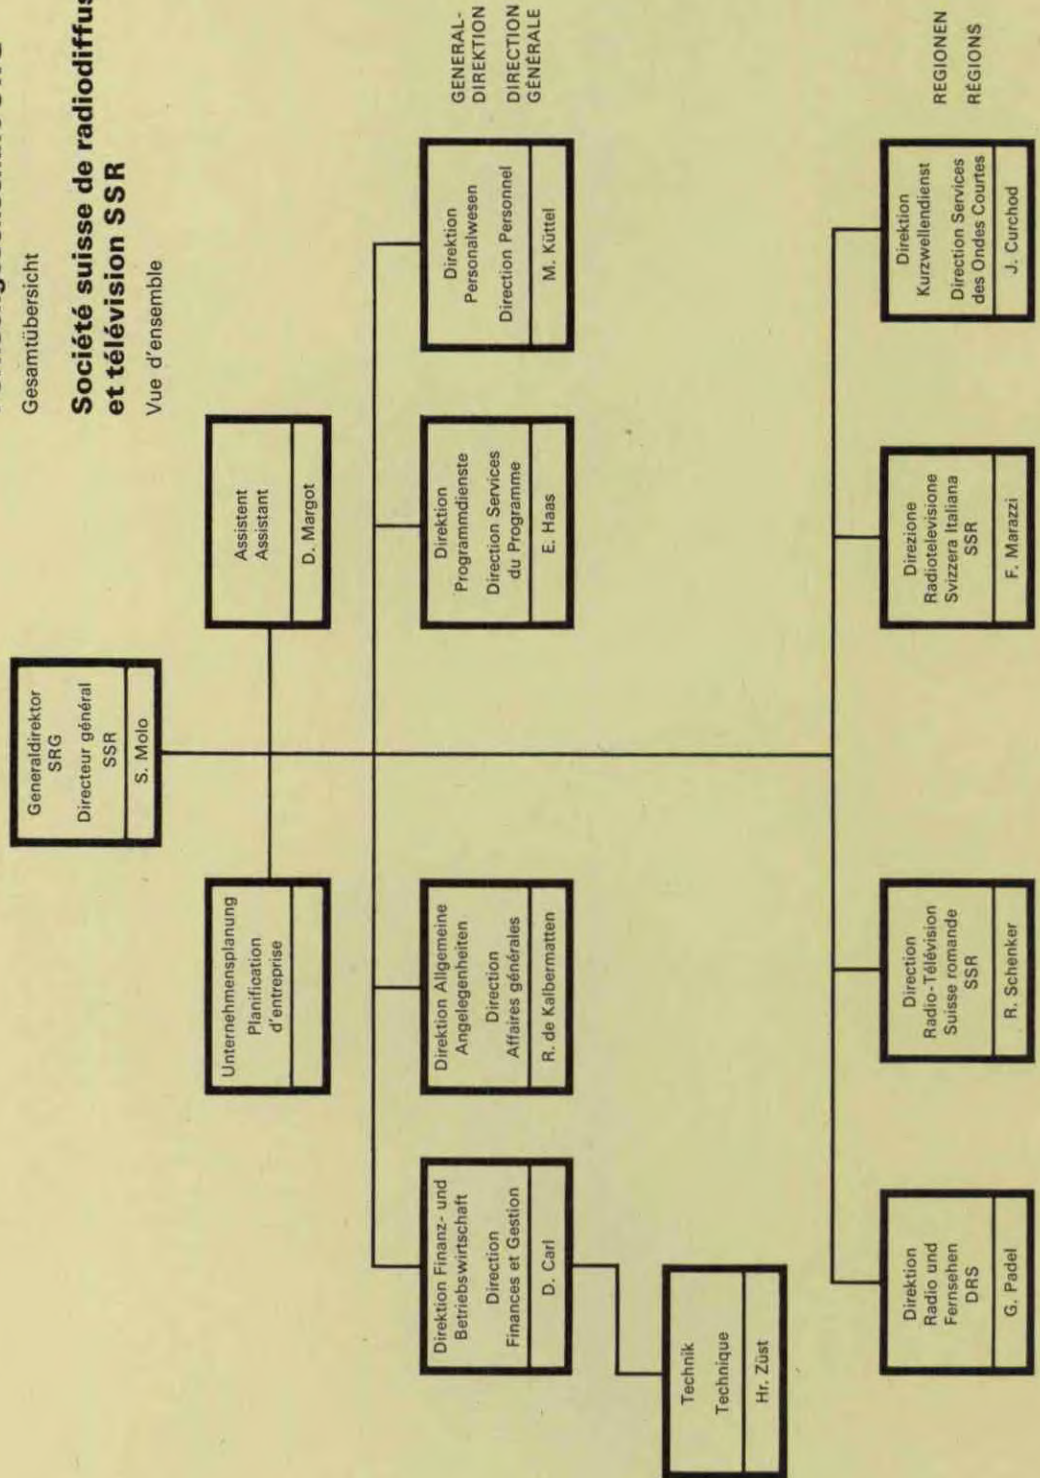 Gesamtübersicht
Société suisse de radiodiffus
et télévision SSR
Vue d'ensemble
Generaldirektor
SRG
Directeur général
SSR
S. Molo
Unternehmensplanung
Planification
d'entreprise
Assistent
Assistant
D. Margot
GENERAL-
DIREKTION
DIRECTION
GÉNÉRALE
Direktion Finanz- und
Betriebswirtschaft
Direction
Finances et Gestion
D. Carl
Direktion Allgemeine
Angelegenheiten
Direction
Affaires générales
R. de Kalbermatten
Direktion
Programmdienste
Direction Services
du Programme
E. Haas
Direktion
Personalwesen
Direction Personnel
M. Küttel
Technik
Technique
Hr. Züst
REGIONEN
RÉGIONS
Direktion
Radio und
Fernsehen
DRS
G. Padel
Direction
Radio-Télévision
Suisse romande
SSR
R. Schenker
Direzione
Radiotelevisione
Svizzera Italiana
SSR
F. Marazzi
Direktion
Kurzwellendienst
Direction Services
des Ondes Courtes
J. Curchod